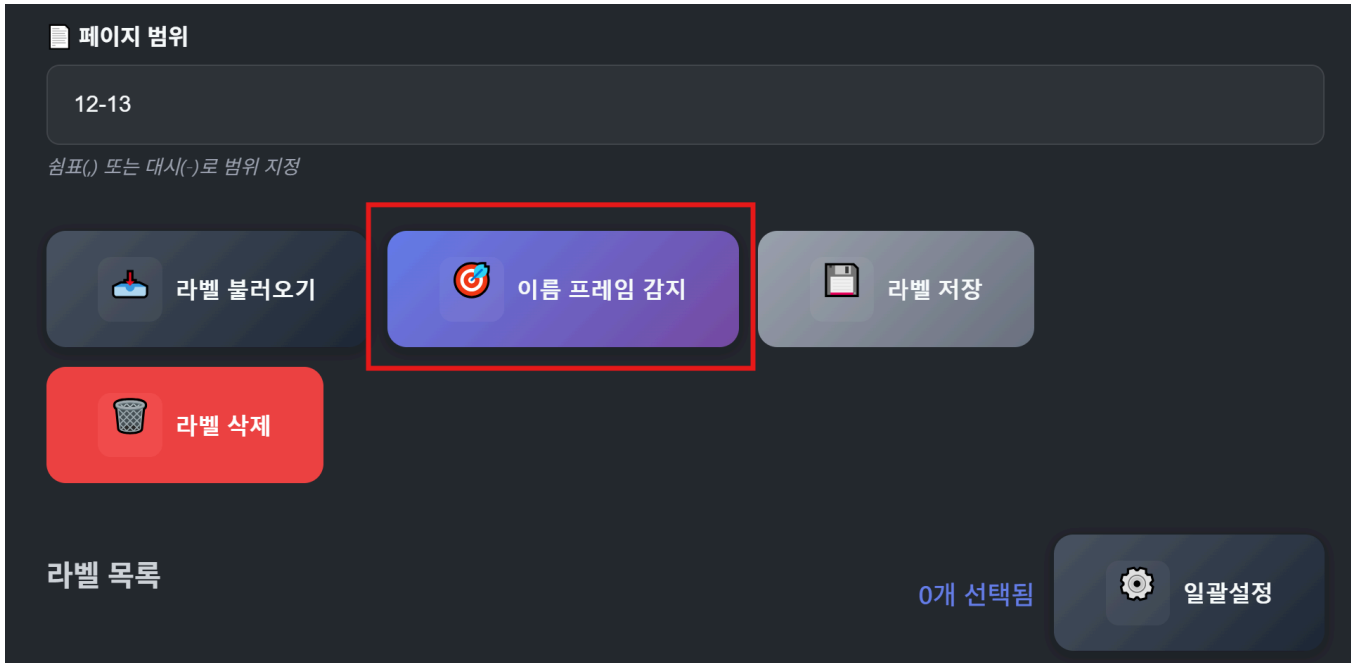 페이지 범위
12-13
쉼표(,) 또는 대시(-)로 범위 지정
라벨 불러오기
이름 프레임 감지
라벨 저장
라벨 삭제
라벨 목록
0개 선택됨
일괄설정